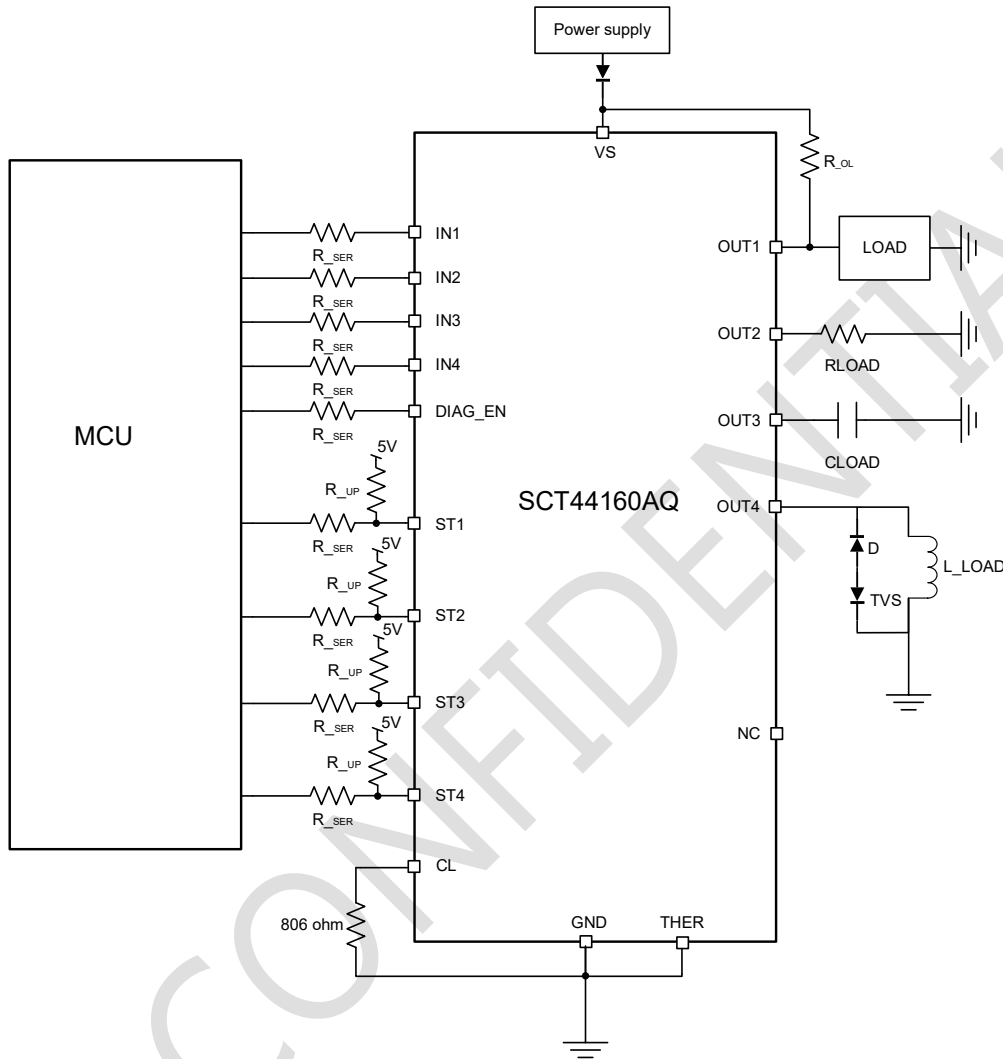 Power supply
VS
R_OL
IN1
R_SER
IN2
R_SER
IN3
R_SER
IN4
R_SER
DIAG_EN
R_SER
MCU
5V
R_UP
ST1
R_SER
5V
R_UP
ST2
R_SER
5V
R_UP
ST3
R_SER
5V
R_UP
ST4
R_SER
CL
806 ohm
SCT44160AQ
GND
THER
OUT1
LOAD
OUT2
RLOAD
OUT3
CLOAD
OUT4
D
TVS
L_LOAD
NC
CONFIDENTIA